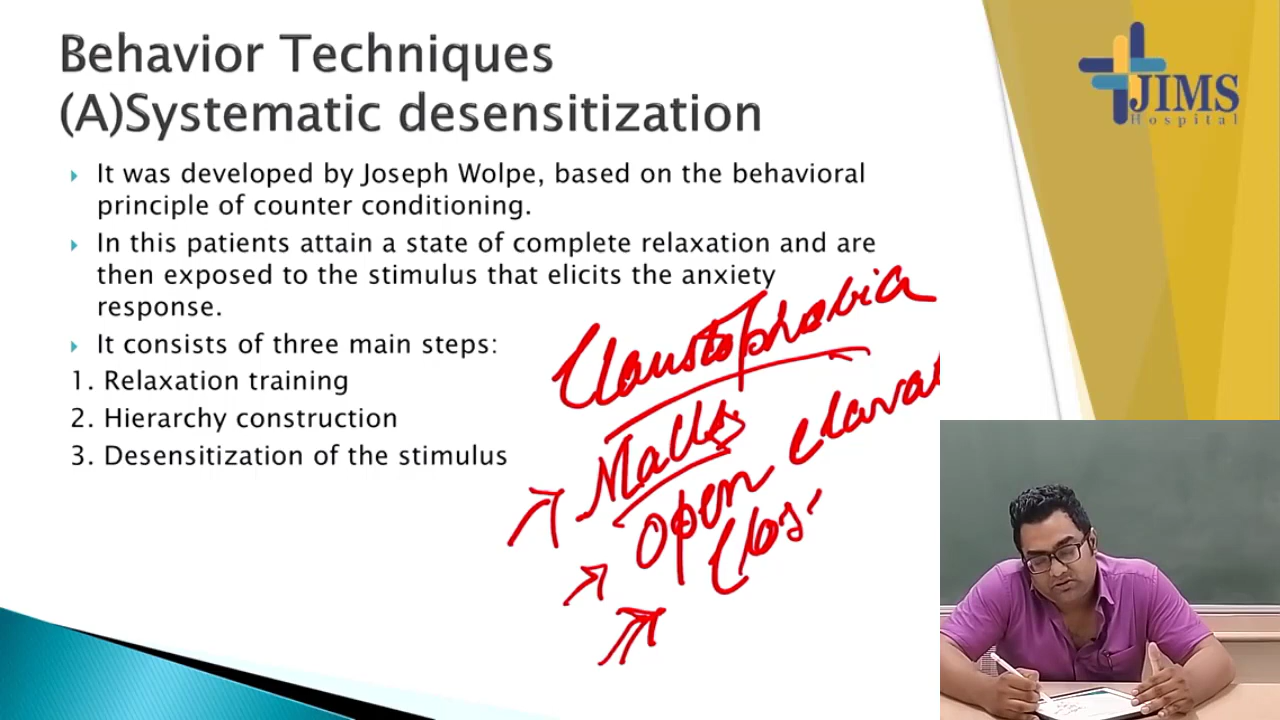 Behavior Techniques
(A)Systematic desensitization
It was developed by Joseph Wolpe, based on the behavioral
principle of counter conditioning.
In this patients attain a state of complete relaxation and are
then exposed to the stimulus that elicits the anxiety
response.
It consists of three main steps:
1. Relaxation training
2. Hierarchy construction
3. Desensitization of the stimulus
JIMS
Hospital
Claustophobia
Malls
open
Clos